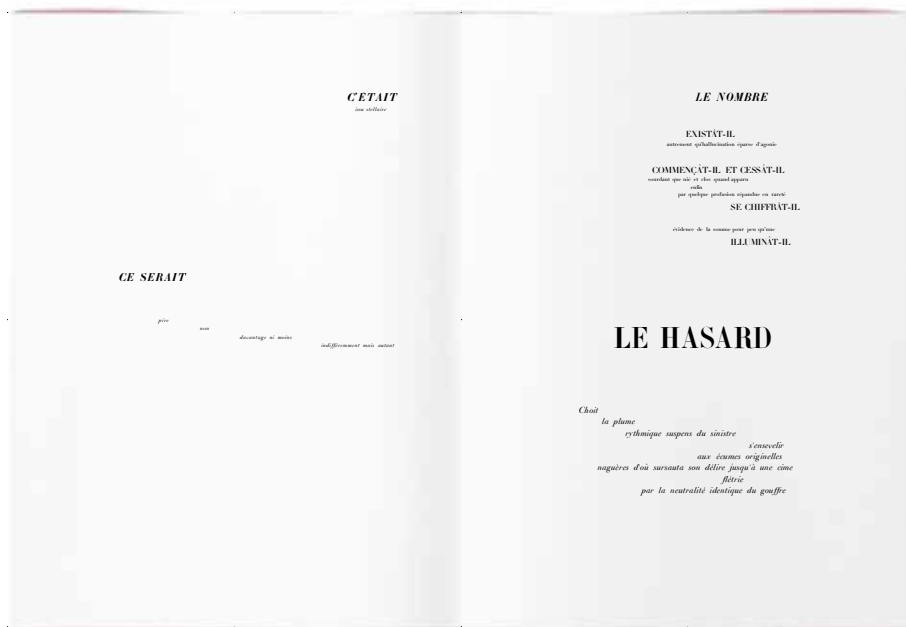 C'ÉTAIT
issu stellaire
CE SERAIT
pire
non
davantage ni moins
indifféremment mais autant
LE NOMBRE
EXISTÂT-IL
autrement qu'hallucination éparse d'agonie
COMMENÇÂT-IL ET CESSÂT-IL
sourdant que nié et clos quand apparu
enfin
par quelque profusion répandue en rareté
SE CHIFFRÂT-IL
évidence de la somme pour peu qu'une
ILLUMINÂT-IL
LE HASARD
Choit
la plume
rythmique suspens du sinistre
s'ensevelir
aux écumes originelles
naguères d'où sursauta son délire jusqu'à une cime
flétrie
par la neutralité identique du gouffre